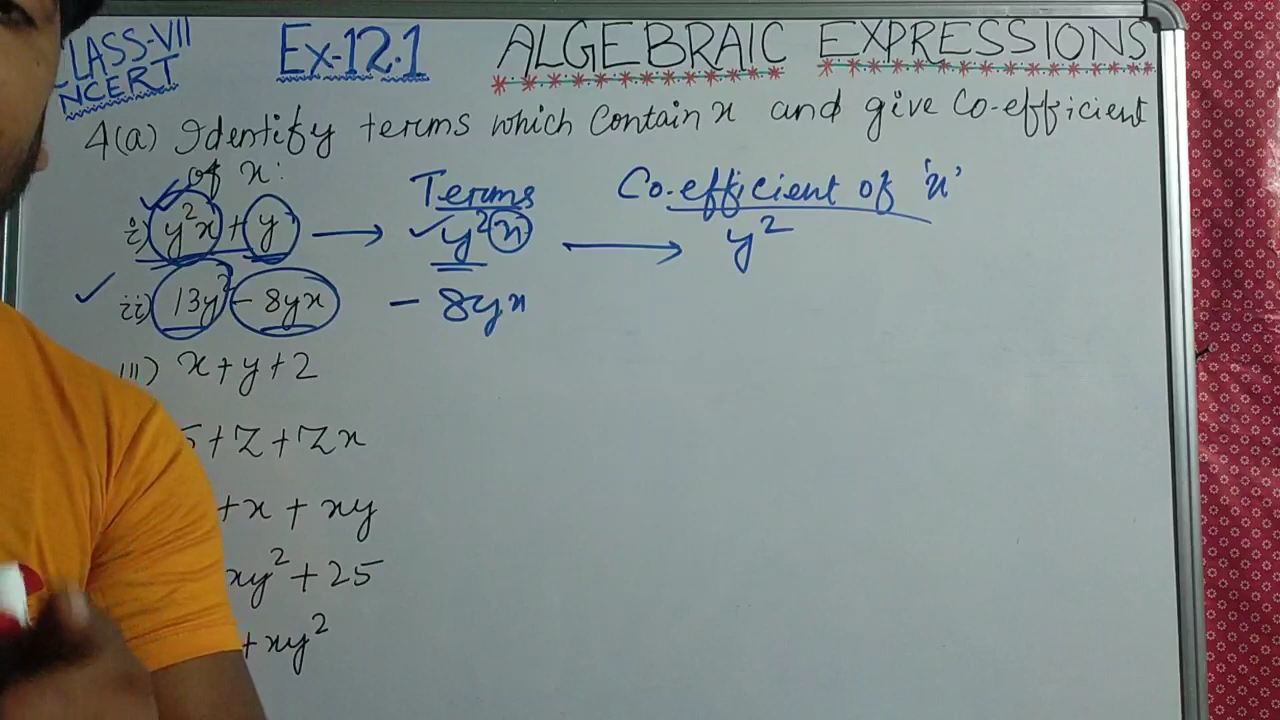 CLASS-VII NCERT
Ex-12.1
ALGEBRAIC EXPRESSIONS
4(a) Identify terms which contain x and give co-efficient
of x:
Terms
Co-efficient of 'x'
i) y²x + y → y²x → y²
ii) 13y² - 8yx - 8yx
iii) x + y + 2
5 + z + zx
+ x + xy
xy² + 25
+ xy²